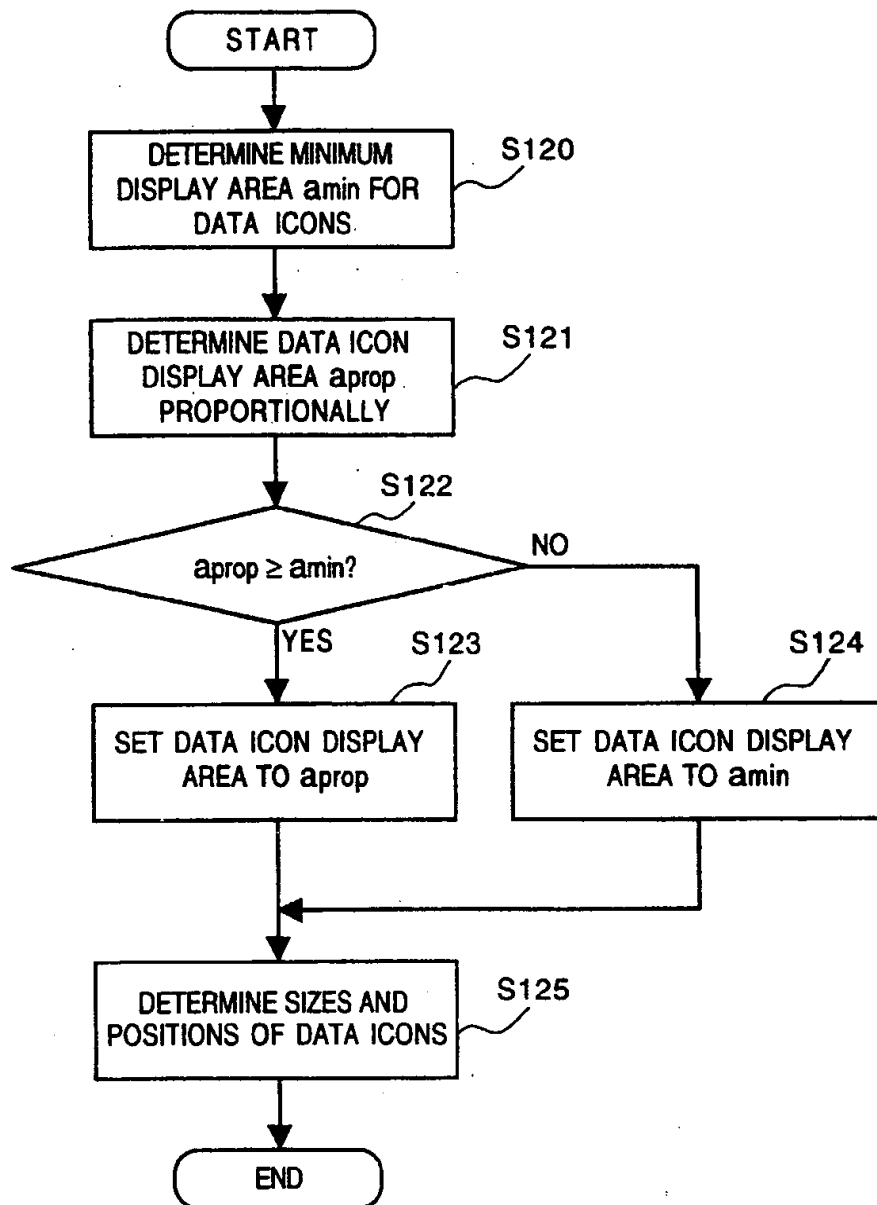 START
DETERMINE MINIMUM
DISPLAY AREA amin FOR
DATA ICONS
S120
DETERMINE DATA ICON
DISPLAY AREA aprop
PROPORTIONALLY
S121
S122
aprop ≥ amin?
NO
YES
S123
SET DATA ICON DISPLAY
AREA TO aprop
S124
SET DATA ICON DISPLAY
AREA TO amin
DETERMINE SIZES AND
POSITIONS OF DATA ICONS
S125
END